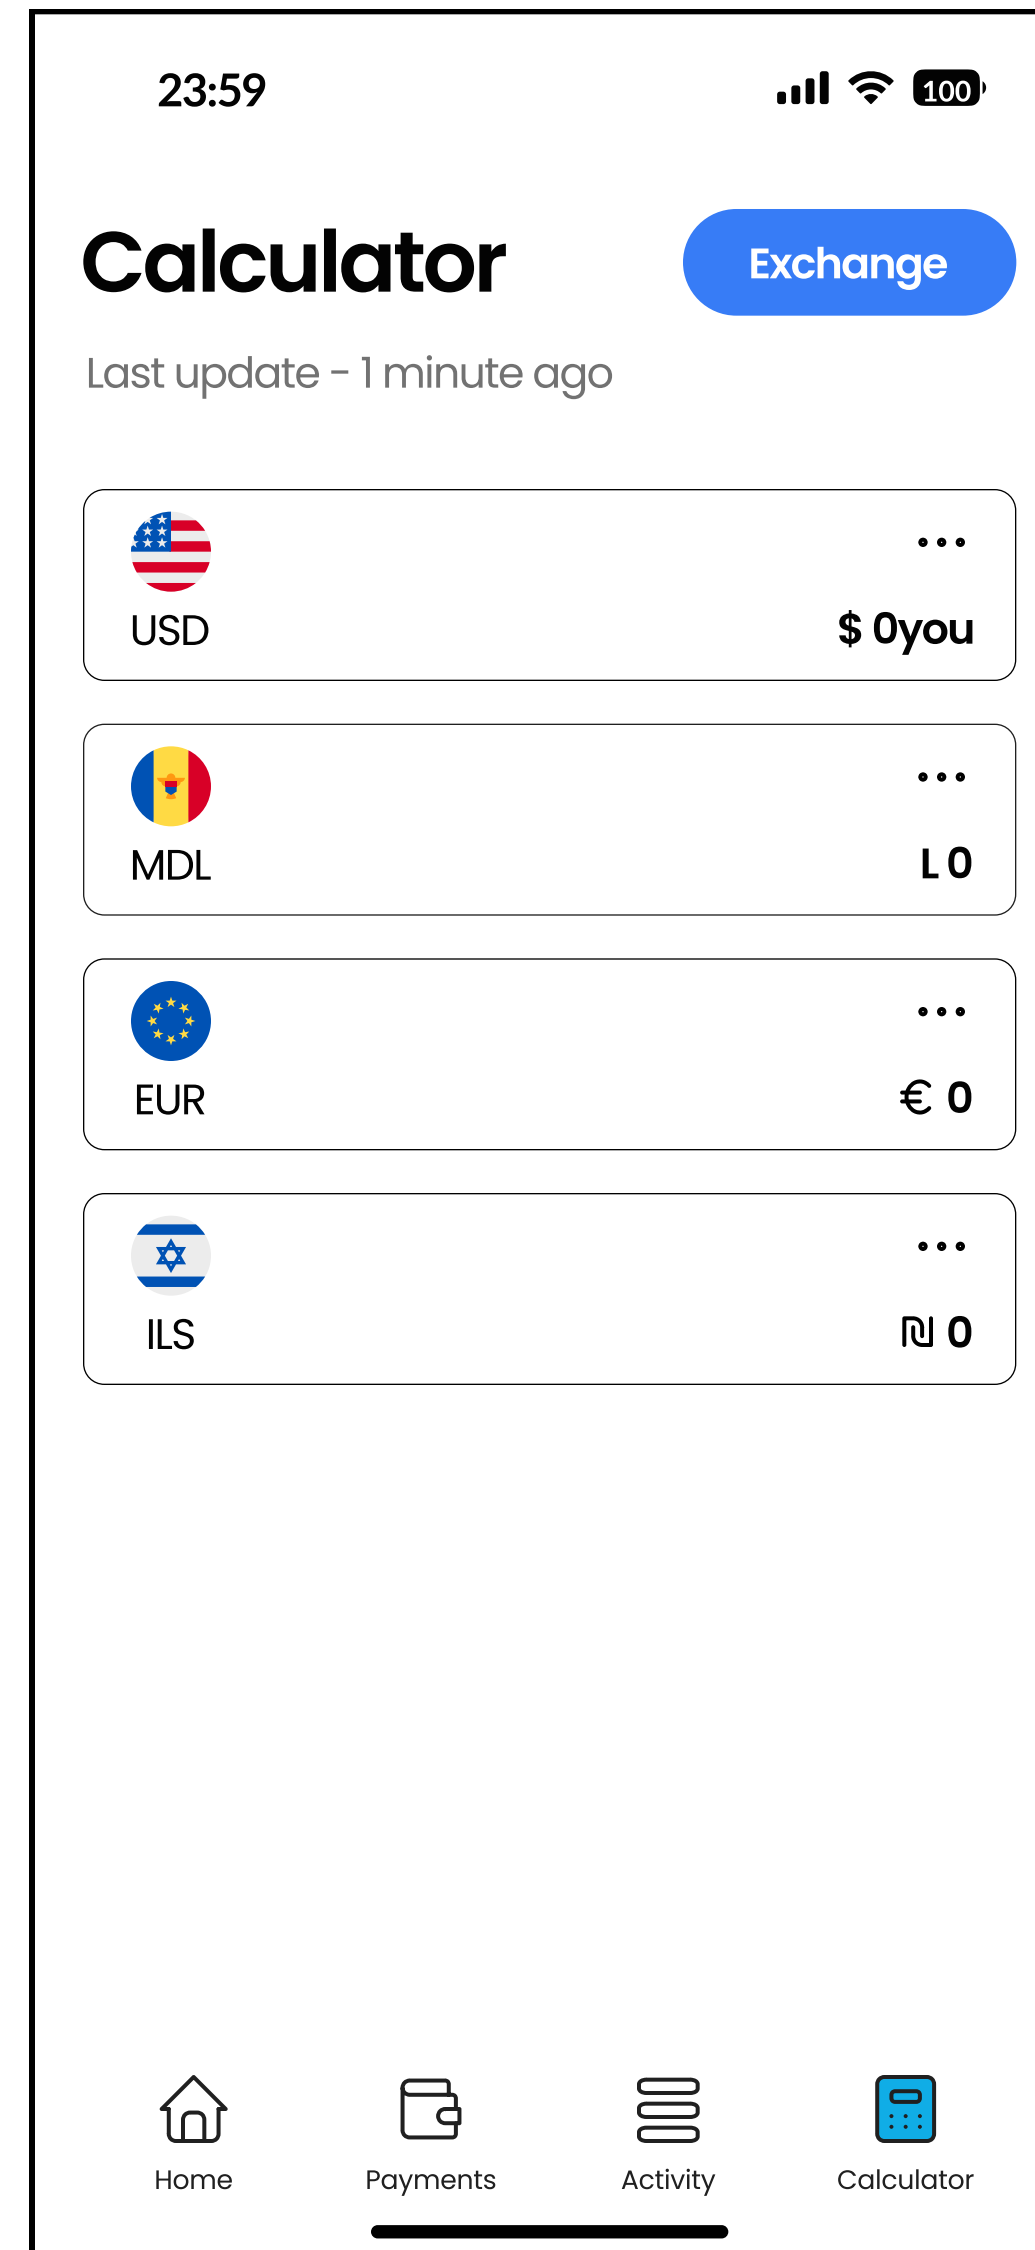 23:59
100
Calculator
Exchange
Last update - 1 minute ago
USD
$ 0you
MDL
L 0
EUR
€ 0
ILS
₪ 0
Home Payments Activity Calculator